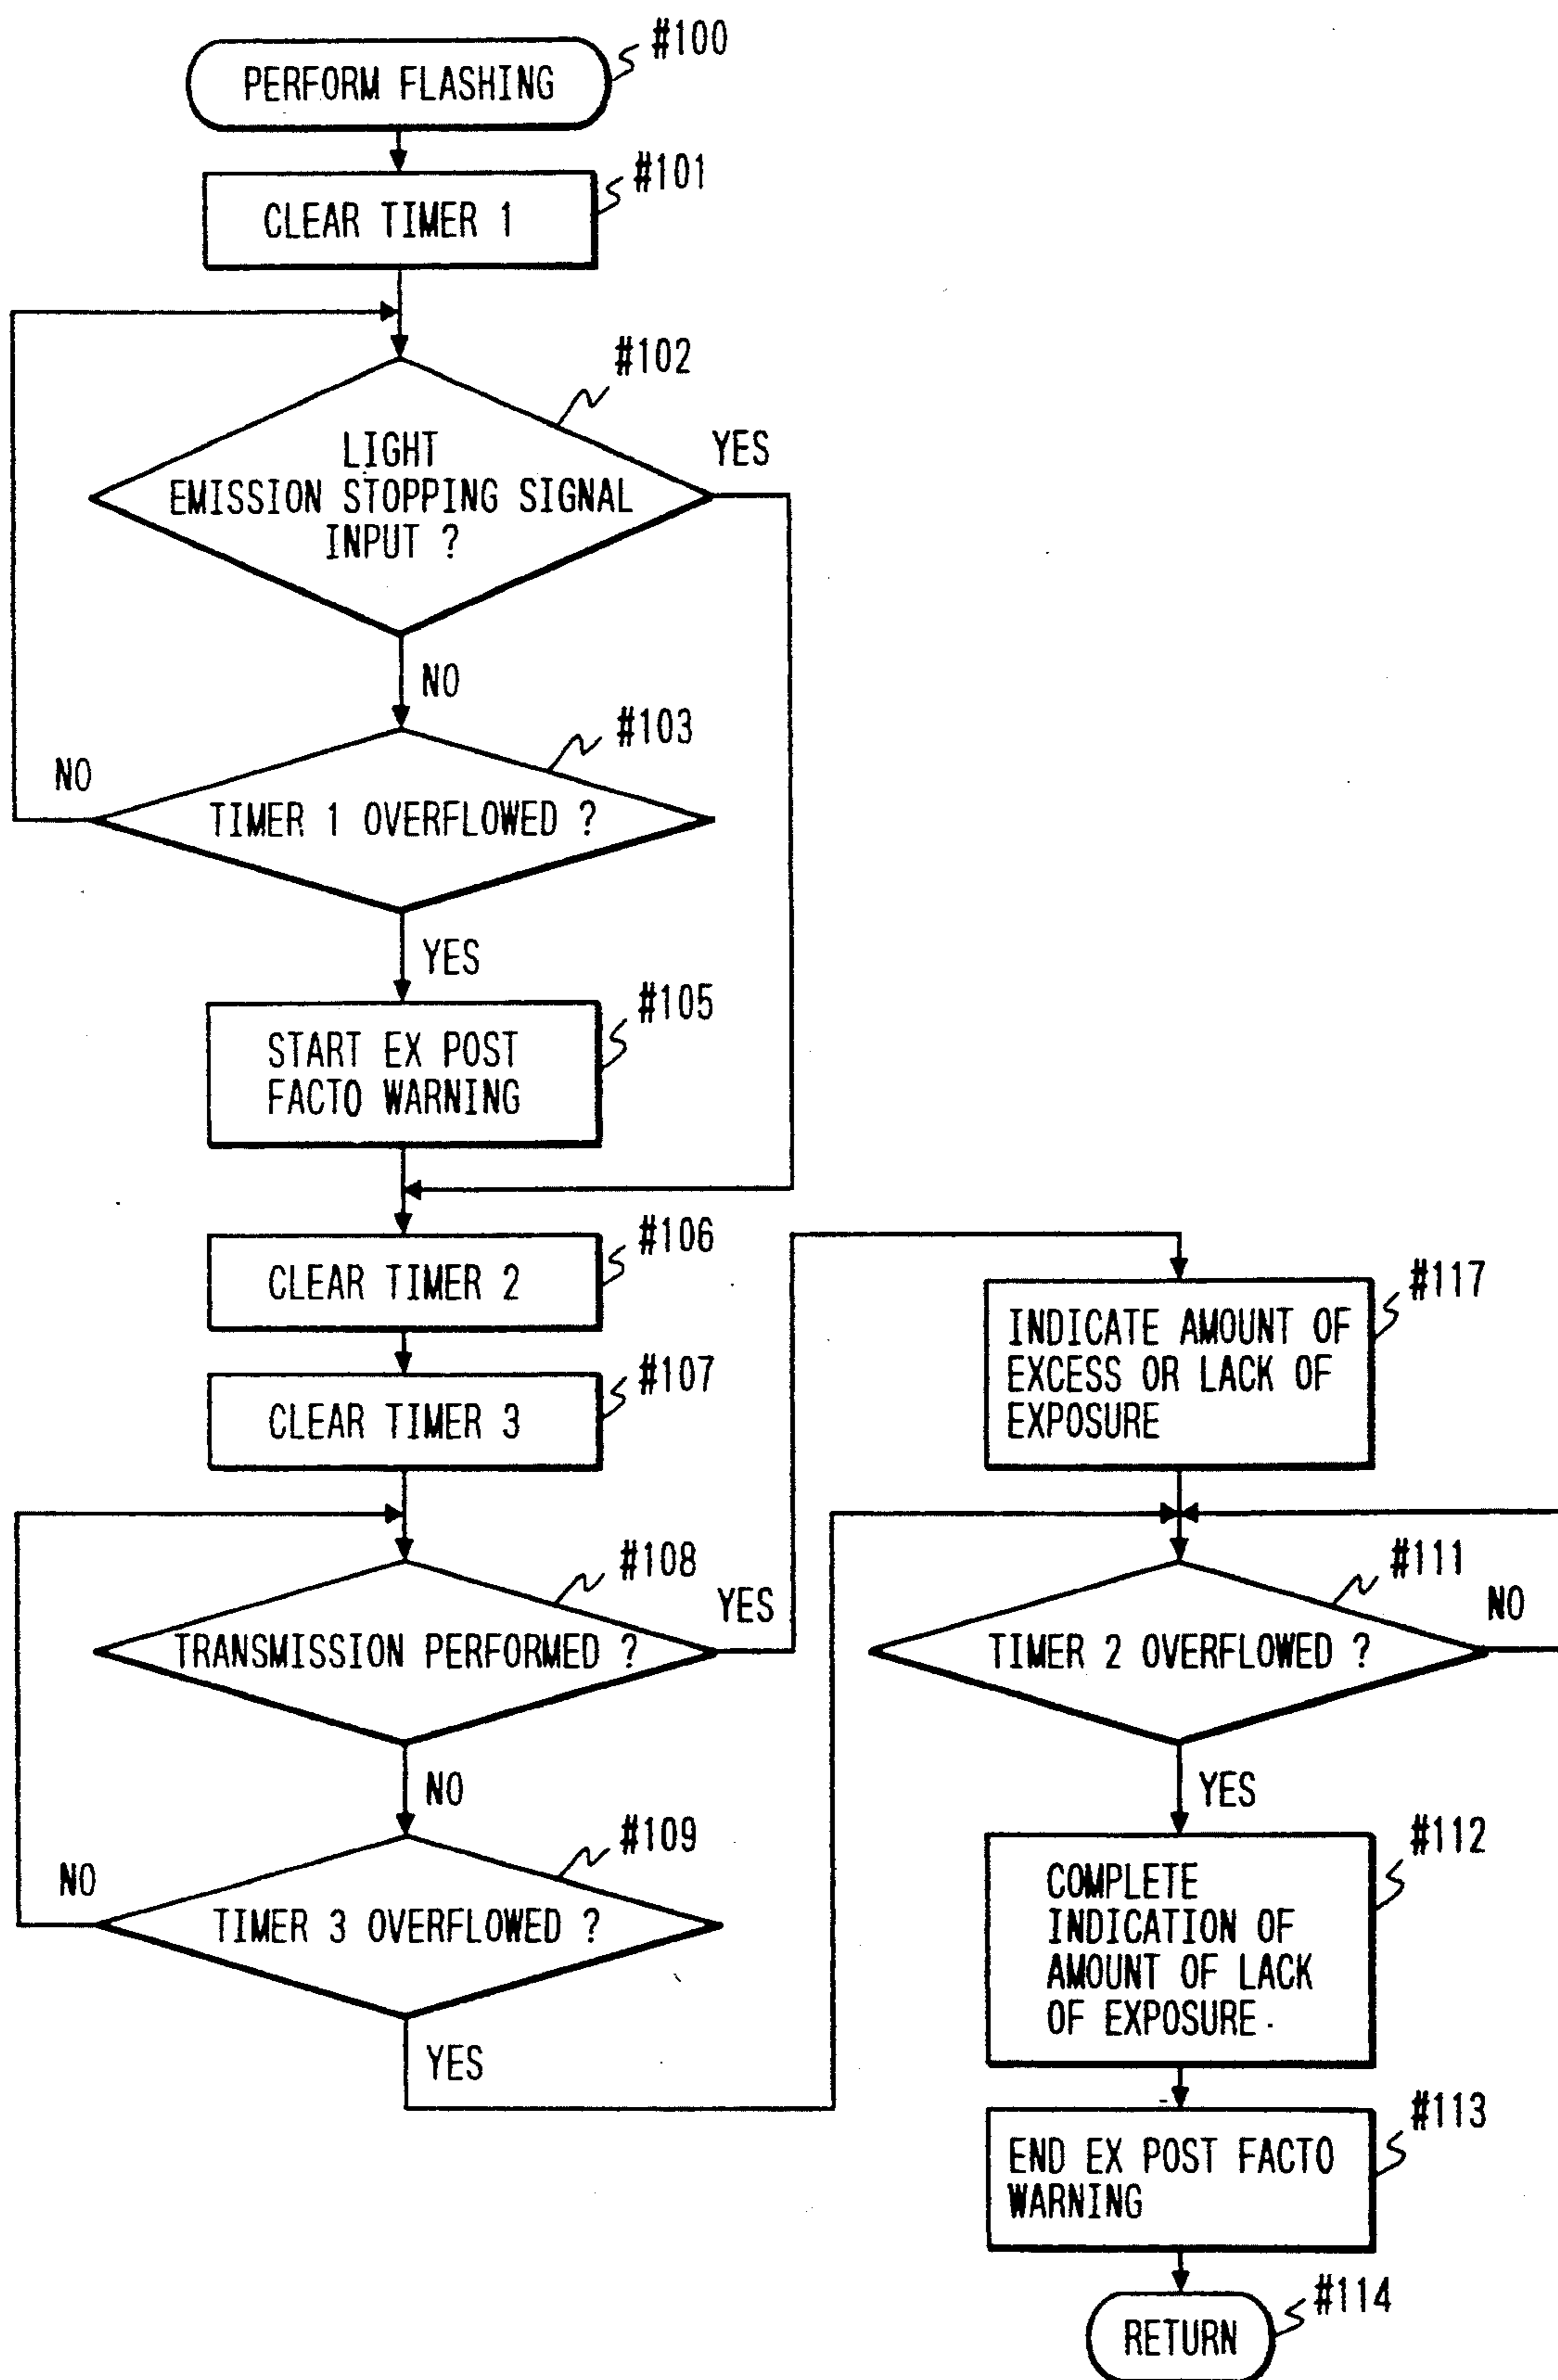 #100
PERFORM FLASHING
#101
CLEAR TIMER 1
#102
LIGHT
EMISSION STOPPING SIGNAL
INPUT ?
YES
NO
#103
TIMER 1 OVERFLOWED ?
NO
YES
#105
START EX POST
FACTO WARNING
#106
CLEAR TIMER 2
#107
CLEAR TIMER 3
#108
TRANSMISSION PERFORMED ?
YES
NO
#109
TIMER 3 OVERFLOWED ?
NO
YES
#117
INDICATE AMOUNT OF
EXCESS OR LACK OF
EXPOSURE
#111
TIMER 2 OVERFLOWED ?
NO
YES
#112
COMPLETE
INDICATION OF
AMOUNT OF LACK
OF EXPOSURE
#113
END EX POST FACTO
WARNING
#114
RETURN